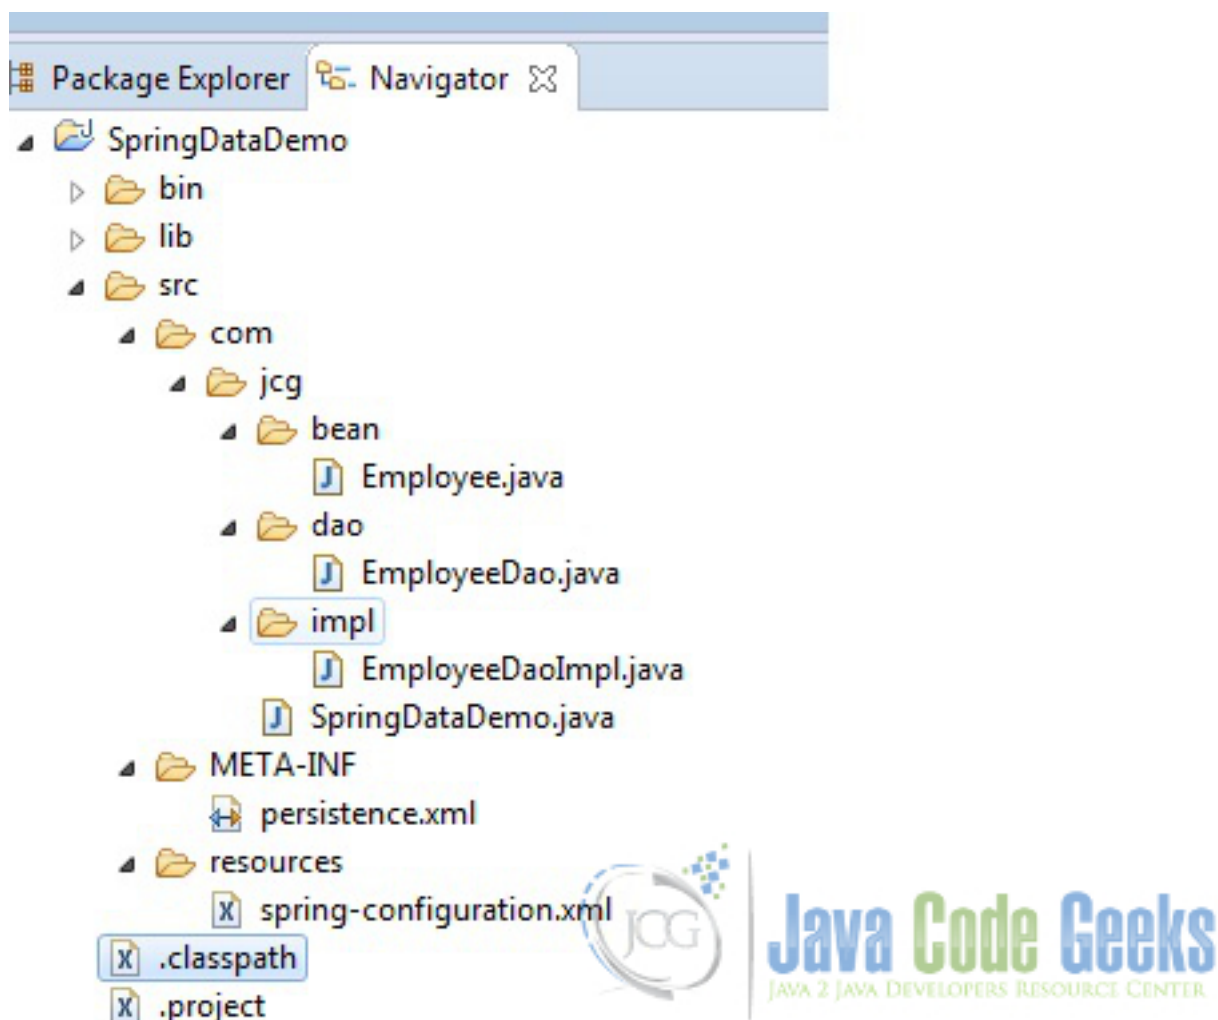 Package Explorer Navigator
SpringDataDemo
bin
lib
src
com
jcg
bean
Employee.java
dao
EmployeeDao.java
impl
EmployeeDaoImpl.java
SpringDataDemo.java
META-INF
persistence.xml
resources
spring-configuration.xml
.classpath
.project
JCG
Java Code Geeks
JAVA 2 JAVA DEVELOPERS RESOURCE CENTER